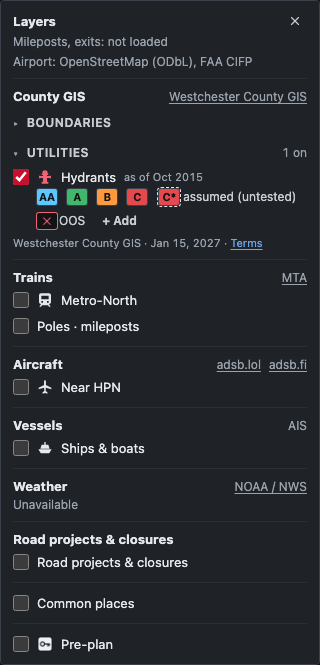 Layers ×
Mileposts, exits: not loaded
Airport: OpenStreetMap (ODbL), FAA CIFP
County GIS Westchester County GIS
▸ BOUNDARIES
▾ UTILITIES 1 on
Hydrants as of Oct 2015
AA A B C C* assumed (untested)
× OOS + Add
Westchester County GIS · Jan 15, 2027 · Terms
Trains MTA
Metro-North
Poles · mileposts
Aircraft adsb.lol adsb.fi
Near HPN
Vessels AIS
Ships & boats
Weather NOAA / NWS
Unavailable
Road projects & closures
Road projects & closures
Common places
Pre-plan